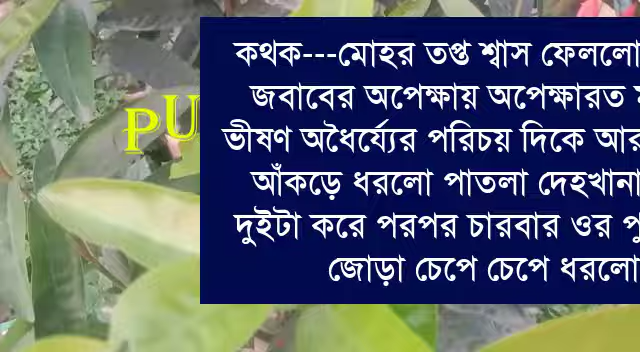 কথক---মোহর তপ্ত শ্বাস ফেললো
জবাবের অপেক্ষায় অপেক্ষারত
PU
ভীষণ অধৈর্য্যের পরিচয় দিকে আর
আঁকড়ে ধরলো পাতলা দেহখানা
দুইটা করে পরপর চারবার ওর পু
জোড়া চেপে চেপে ধরলো